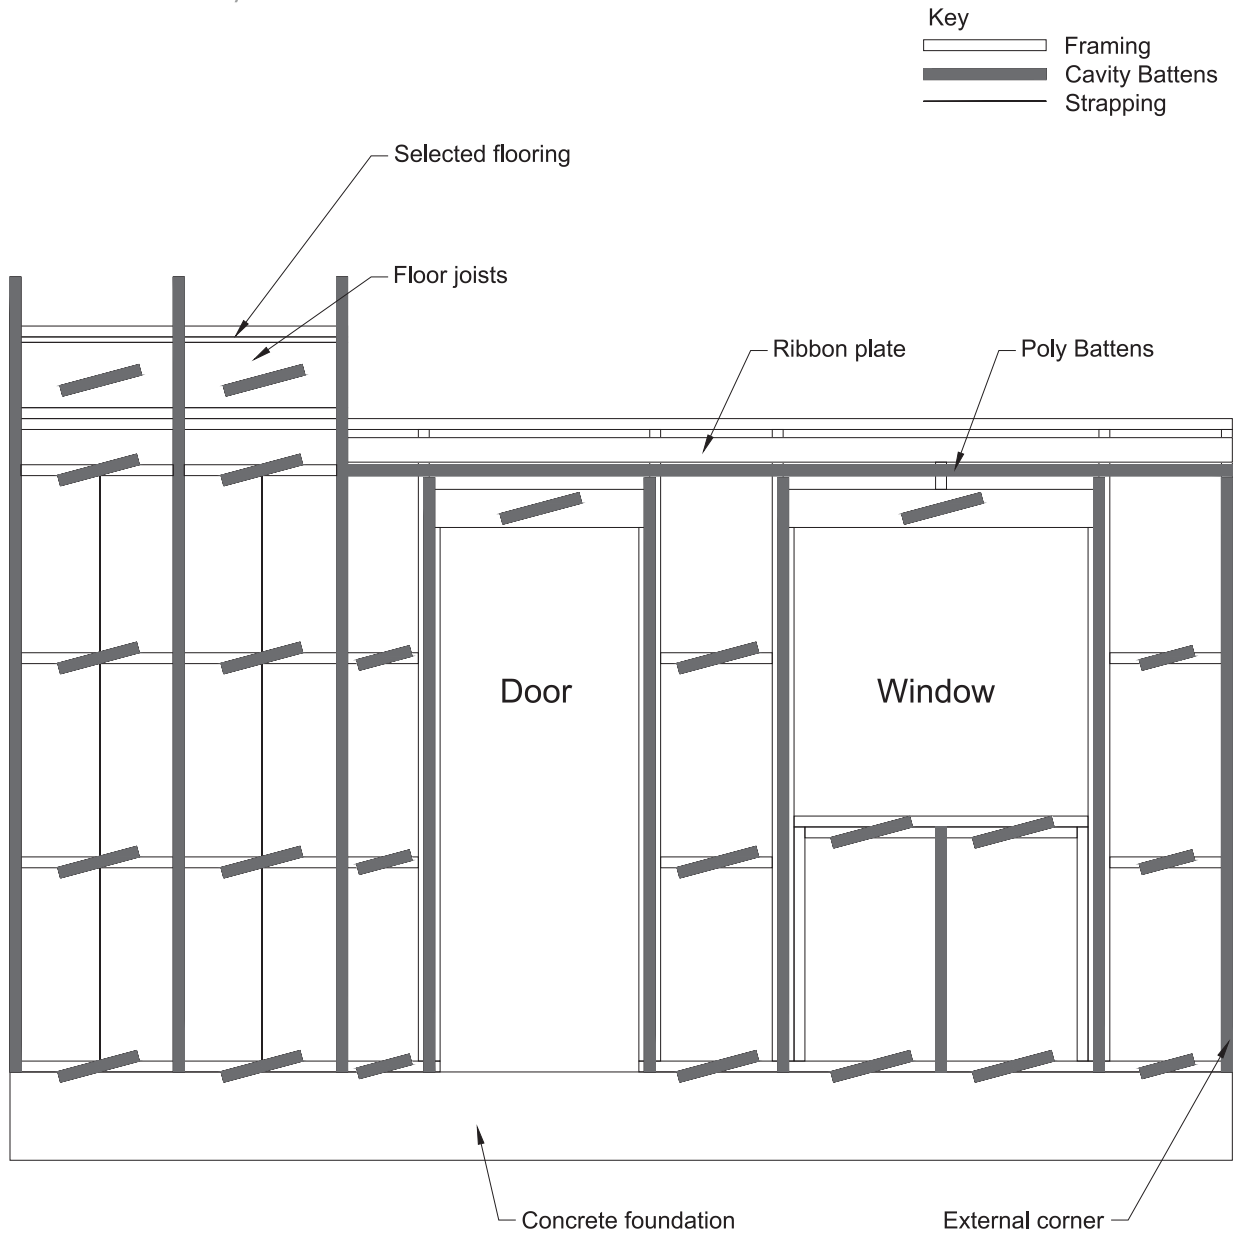 Key
Framing
Cavity Battens
Strapping
Selected flooring
Floor joists
Ribbon plate
Poly Battens
Door
Window
Concrete foundation
External corner